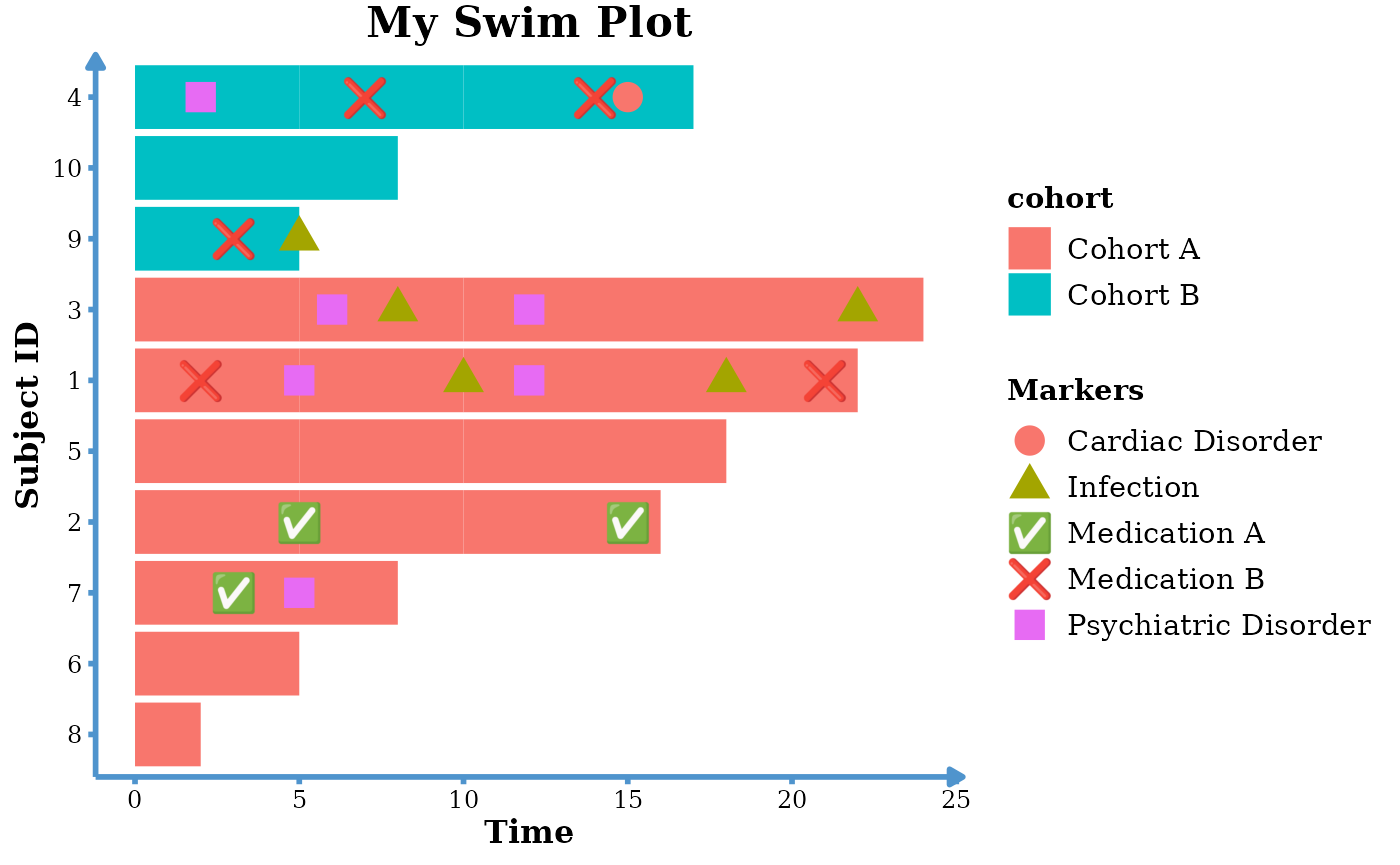 My Swim Plot
Subject ID
4
10
9
3
1
5
2
7
6
8
0 5 10 15 20 25
Time
cohort
Cohort A
Cohort B
Markers
Cardiac Disorder
Infection
Medication A
Medication B
Psychiatric Disorder